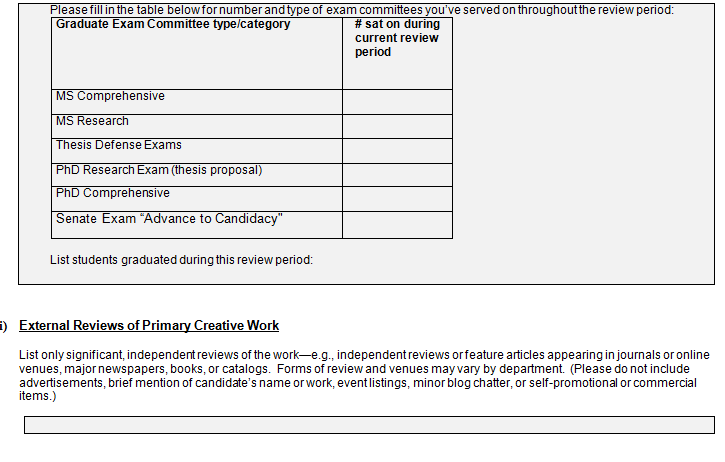 Please fill in the table below for number and type of exam committees you've served on throughout the review period:
Graduate Exam Committee type/category
# sat on during
current review
period
MS Comprehensive
MS Research
Thesis Defense Exams
PhD Research Exam (thesis proposal)
PhD Comprehensive
Senate Exam “Advance to Candidacy”
List students graduated during this review period:
i) External Reviews of Primary Creative Work
List only significant, independent reviews of the work—e.g., independent reviews or feature articles appearing in journals or online
venues, major newspapers, books, or catalogs.  Forms of review and venues may vary by department.  (Please do not include
advertisements, brief mention of candidate's name or work, event listings, minor blog chatter, or self-promotional or commercial
items.)